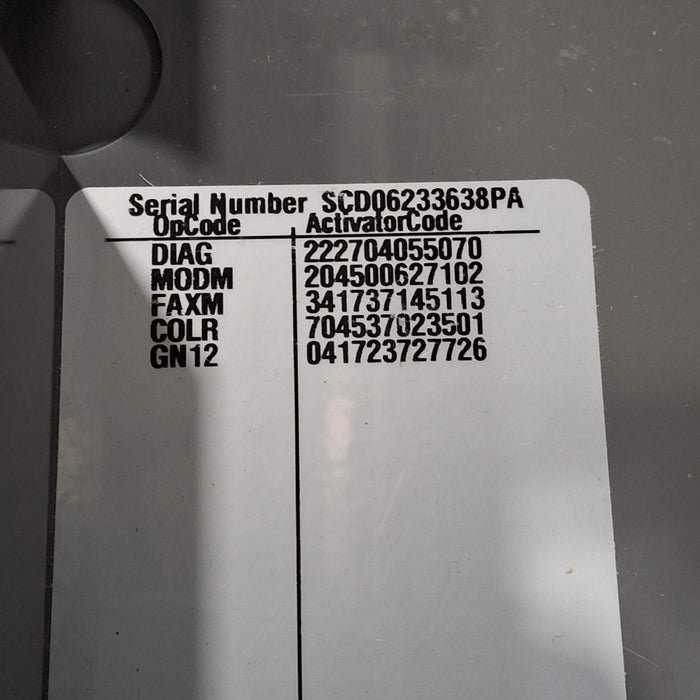 Serial Number SCD06233638PA
OpCode ActivatorCode
DIAG 222704055070
MODM 204500627102
FAXM 341737145113
COLR 704537023501
GN12 041723727726